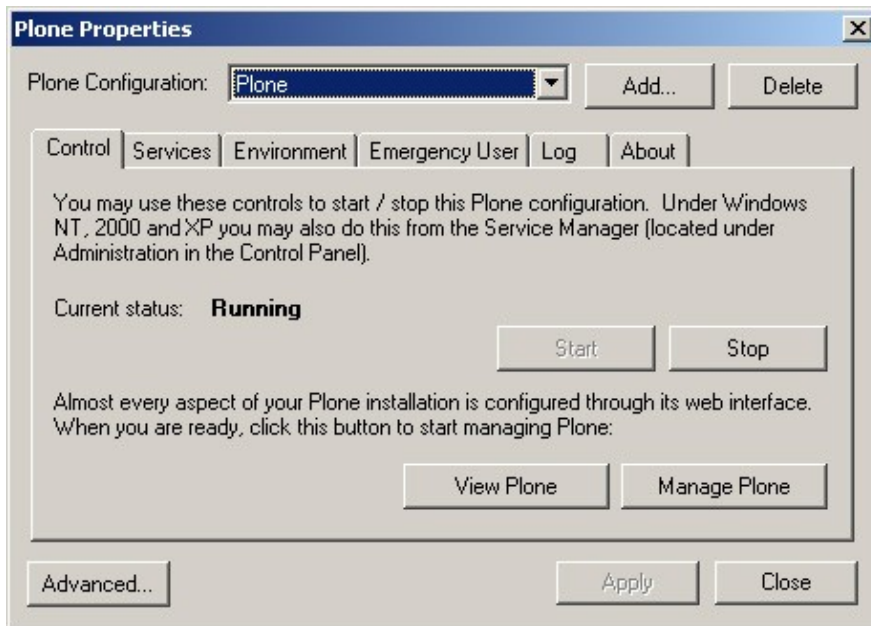 Plone Properties
Plone Configuration: Plone Add... Delete
Control Services Environment Emergency User Log About
You may use these controls to start / stop this Plone configuration. Under Windows
NT, 2000 and XP you may also do this from the Service Manager (located under
Administration in the Control Panel).
Current status: Running
Start Stop
Almost every aspect of your Plone installation is configured through its web interface.
When you are ready, click this button to start managing Plone:
View Plone Manage Plone
Advanced... Apply Close